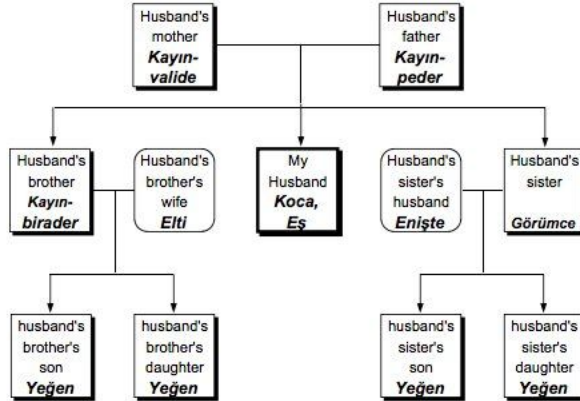 Husband's
mother
Kayın-
valide
Husband's
father
Kayın-
peder
Husband's
brother
Kayın-
birader
Husband's
brother's
wife
Elti
My
Husband
Koca,
Eş
Husband's
sister's
husband
Enişte
Husband's
sister
Görümce
husband's
brother's
son
Yeğen
husband's
brother's
daughter
Yeğen
husband's
sister's
son
Yeğen
husband's
sister's
daughter
Yeğen